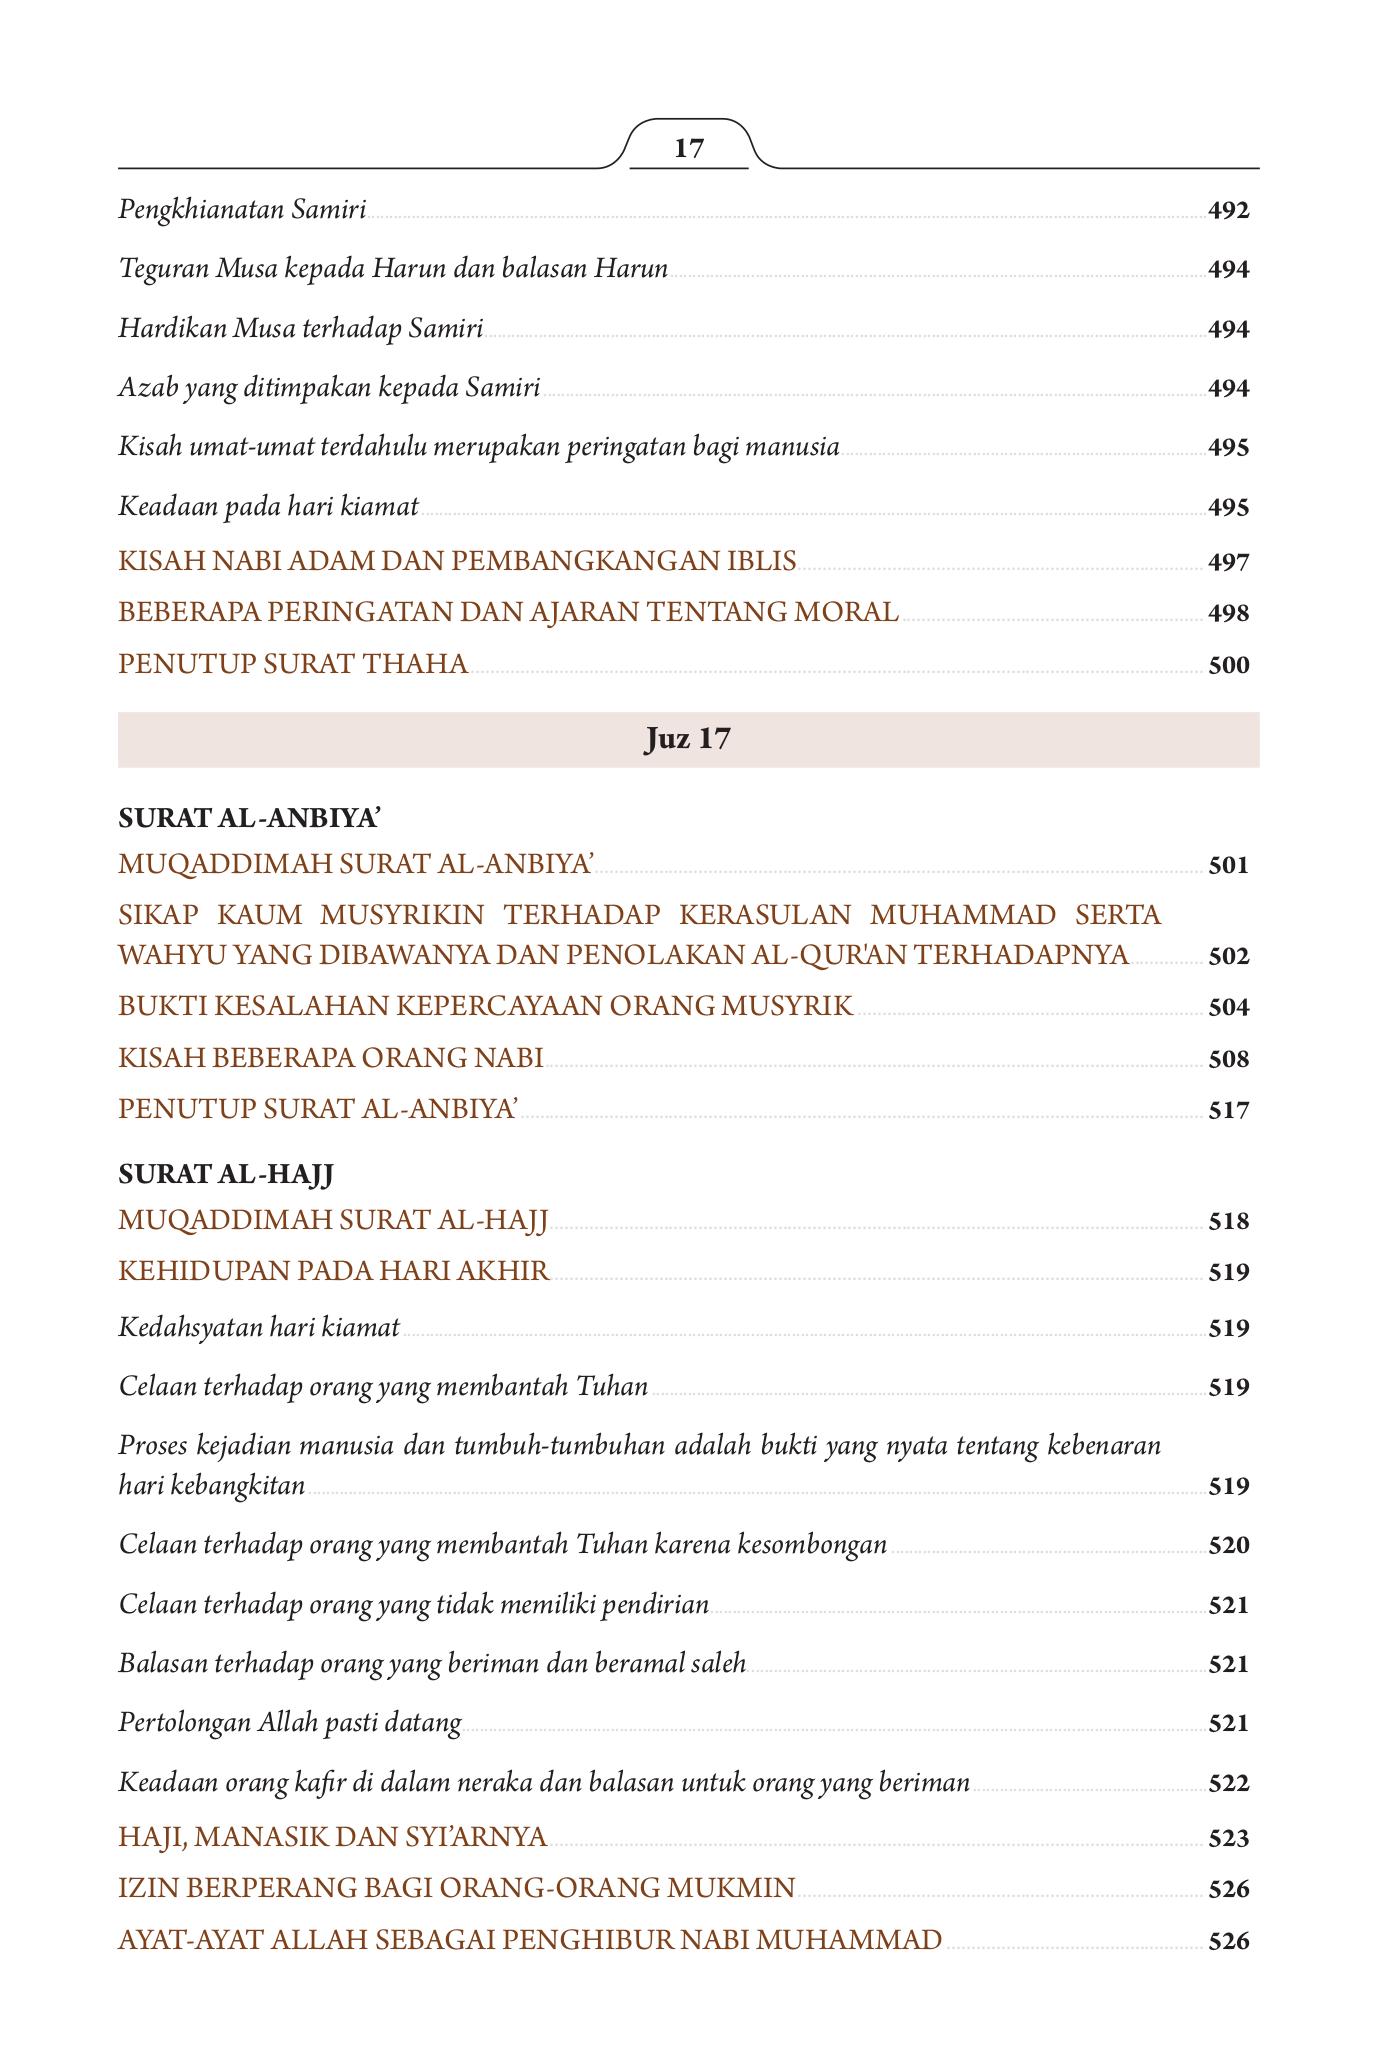 17
Pengkhianatan Samiri 492
Teguran Musa kepada Harun dan balasan Harun 494
Hardikan Musa terhadap Samiri 494
Azab yang ditimpakan kepada Samiri 494
Kisah umat-umat terdahulu merupakan peringatan bagi manusia 495
Keadaan pada hari kiamat 495
KISAH NABI ADAM DAN PEMBANGKANGAN IBLIS 497
BEBERAPA PERINGATAN DAN AJARAN TENTANG MORAL 498
PENUTUP SURAT THAHA 500
Juz 17
SURAT AL-ANBIYA’
MUQADDIMAH SURAT AL-ANBIYA’ 501
SIKAP KAUM MUSYRIKIN TERHADAP KERASULAN MUHAMMAD SERTA
WAHYU YANG DIBAWANYA DAN PENOLAKAN AL-QUR'AN TERHADAPNYA 502
BUKTI KESALAHAN KEPERCAYAAN ORANG MUSYRIK 504
KISAH BEBERAPA ORANG NABI 508
PENUTUP SURAT AL-ANBIYA’ 517
SURAT AL-HAJJ
MUQADDIMAH SURAT AL-HAJJ 518
KEHIDUPAN PADA HARI AKHIR 519
Kedahsyatan hari kiamat 519
Celaan terhadap orang yang membantah Tuhan 519
Proses kejadian manusia dan tumbuh-tumbuhan adalah bukti yang nyata tentang kebenaran
hari kebangkitan 519
Celaan terhadap orang yang membantah Tuhan karena kesombongan 520
Celaan terhadap orang yang tidak memiliki pendirian 521
Balasan terhadap orang yang beriman dan beramal saleh 521
Pertolongan Allah pasti datang 521
Keadaan orang kafir di dalam neraka dan balasan untuk orang yang beriman 522
HAJI, MANASIK DAN SYI’ARNYA 523
IZIN BERPERANG BAGI ORANG-ORANG MUKMIN 526
AYAT-AYAT ALLAH SEBAGAI PENGHIBUR NABI MUHAMMAD 526